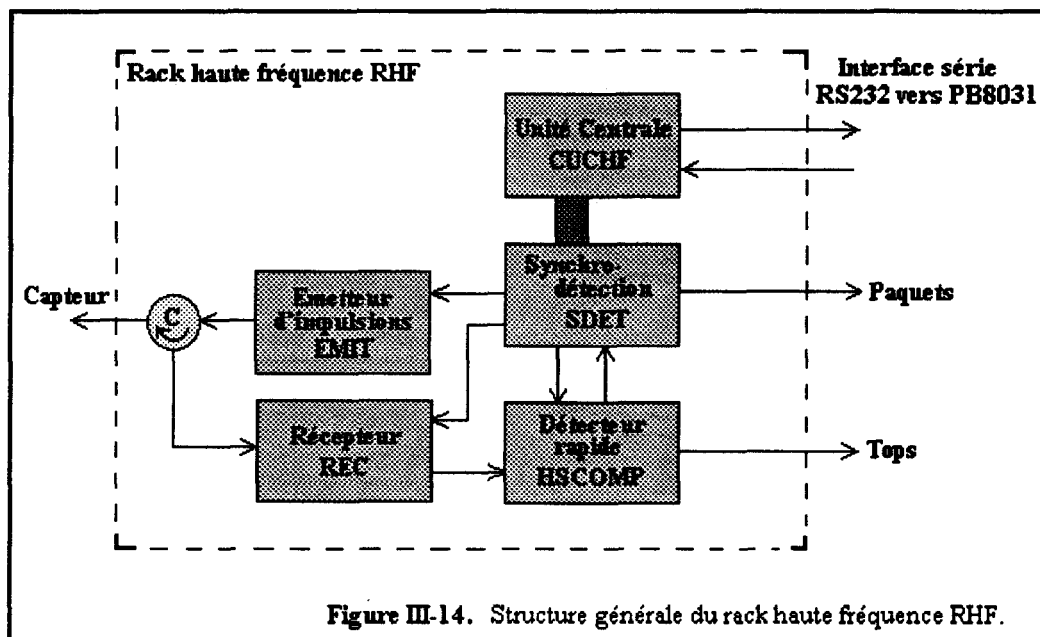 Rack haute fréquence RHF
Interface série
RS232 vers PB8031
Unité Centrale
CUCHF
Capteur
C
Emetteur
d'impulsions
EMIT
Synchro-
détection
SDET
Paquets
Récepteur
REC
Détecteur
rapide
HSCOMP
Tops
Figure III-14. Structure générale du rack haute fréquence RHF.